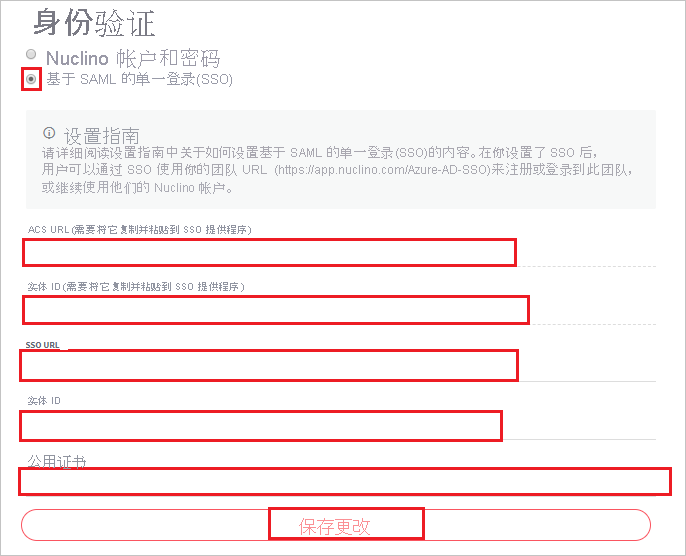 身份验证
Nuclino 帐户和密码
基于 SAML 的单一登录(SSO)
设置指南
请详细阅读设置指南中关于如何设置基于 SAML 的单一登录(SSO)的内容。在你设置了 SSO 后，
用户可以通过 SSO 使用你的团队 URL (https://app.nuclino.com/Azure-AD-SSO)来注册或登录到此团队，
或继续使用他们的 Nuclino 帐户。
ACS URL(需要将它复制并粘贴到 SSO 提供程序)
实体 ID(需要将它复制并粘贴到 SSO 提供程序)
SSO URL
实体 ID
公用证书
保存更改